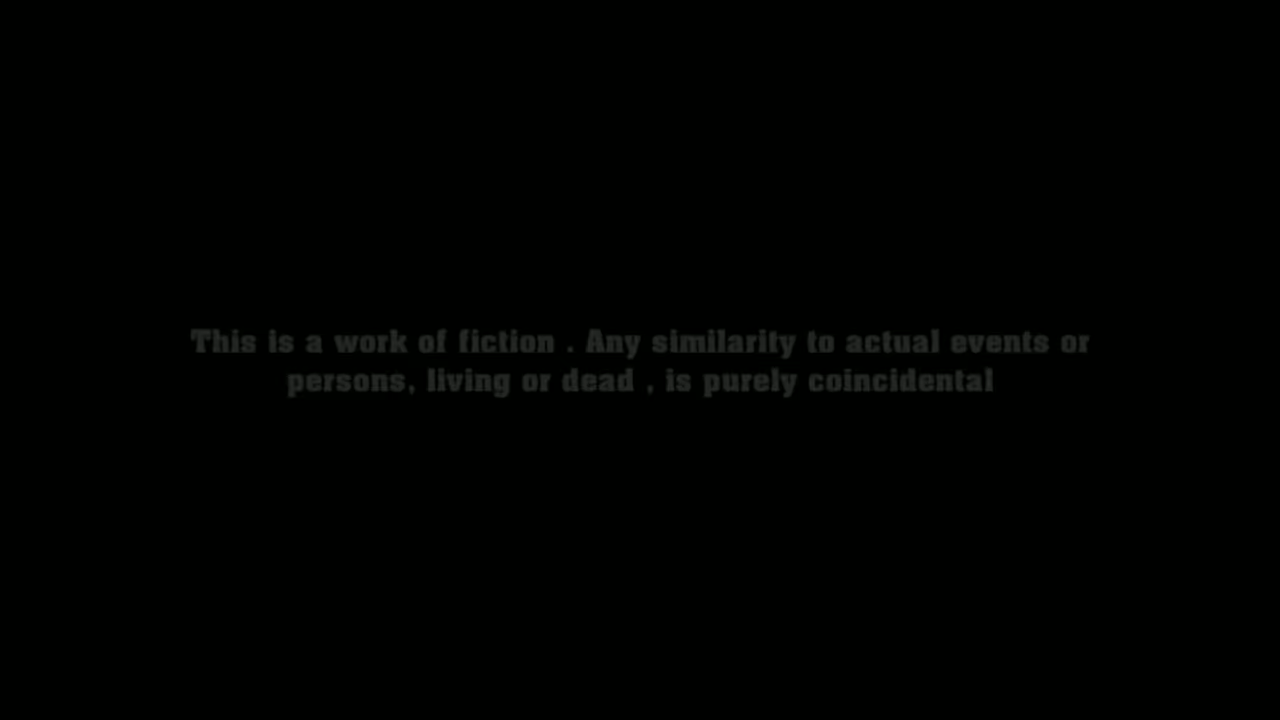 This is a work of fiction . Any similarity to actual events or
persons, living or dead , is purely coincidental